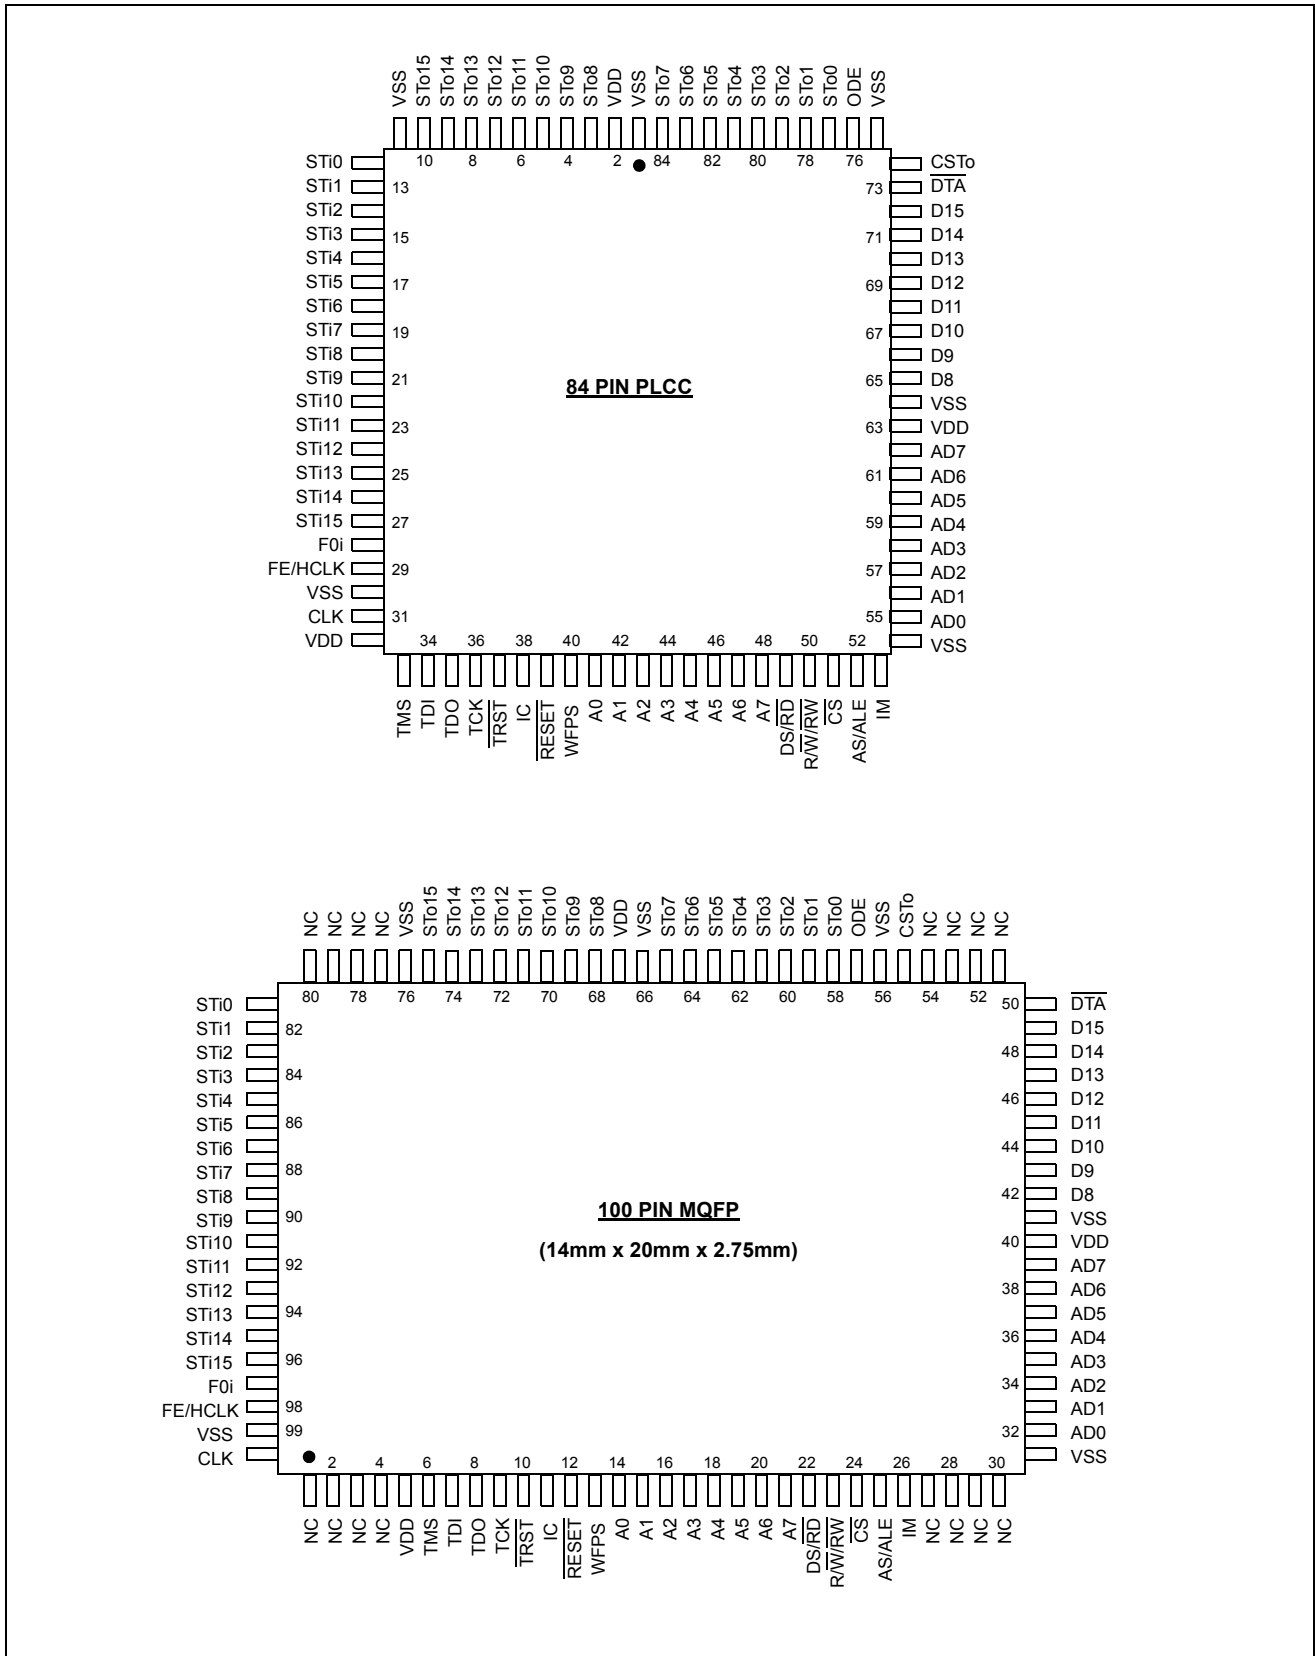 VSS STo15 STo14 STo13 STo12 STo11 STo10 STo9 STo8 VDD VSS STo7 STo6 STo5 STo4 STo3 STo2 STo1 STo0 ODE VSS
10 8 6 4 2 84 82 80 78 76
STi0 CSTo
STi1 13 73 DTA
STi2 D15
STi3 15 71 D14
STi4 D13
STi5 17 69 D12
STi6 D11
STi7 19 67 D10
STi8 D9
STi9 21 65 D8
84 PIN PLCC
STi10 VSS
STi11 23 63 VDD
STi12 AD7
STi13 25 61 AD6
STi14 AD5
STi15 27 59 AD4
F0i AD3
FE/HCLK 29 57 AD2
VSS AD1
CLK 31 55 AD0
VDD VSS
34 36 38 40 42 44 46 48 50 52
TMS TDI TDO TCK TRST IC RESET WFPS A0 A1 A2 A3 A4 A5 A6 A7 DS/RD R/W/RW CS AS/ALE IM
NC NC NC NC VSS STo15 STo14 STo13 STo12 STo11 STo10 STo9 STo8 VDD VSS STo7 STo6 STo5 STo4 STo3 STo2 STo1 STo0 ODE VSS CSTo NC NC NC NC
80 78 76 74 72 70 68 66 64 62 60 58 56 54 52
STi0 50 DTA
STi1 82 D15
STi2 48 D14
STi3 84 D13
STi4 46 D12
STi5 86 D11
STi6 44 D10
STi7 88 D9
STi8 42 D8
STi9 90 VSS
100 PIN MQFP
STi10 40 VDD
(14mm x 20mm x 2.75mm)
STi11 92 AD7
STi12 38 AD6
STi13 94 AD5
STi14 36 AD4
STi15 96 AD3
F0i 34 AD2
FE/HCLK 98 AD1
VSS 99 32 AD0
CLK VSS
2 4 6 8 10 12 14 16 18 20 22 24 26 28 30
NC NC NC NC VDD TMS TDI TDO TCK TRST IC RESET WFPS A0 A1 A2 A3 A4 A5 A6 A7 DS/RD R/W/RW CS AS/ALE IM NC NC NC NC